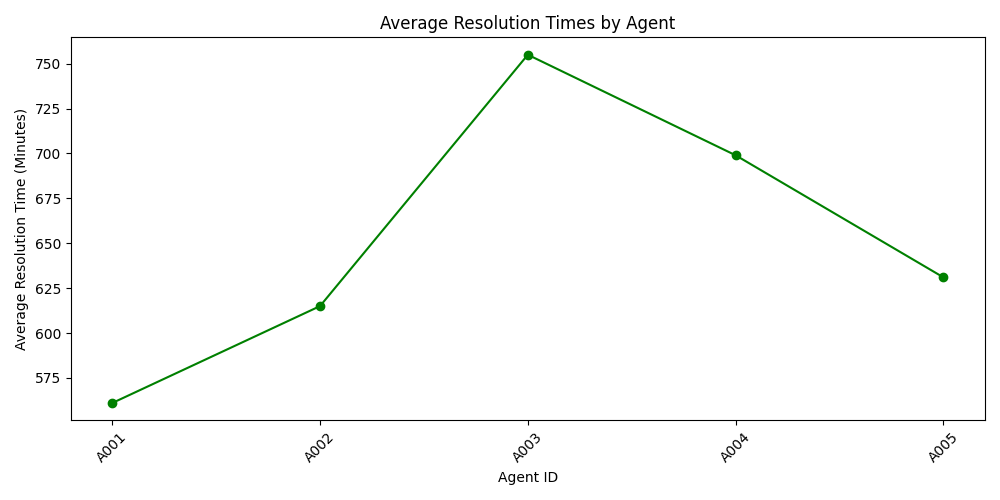 Average Resolution Times by Agent
Average Resolution Time (Minutes)
750
725
700
675
650
625
600
575
A001
A002
A003
A004
A005
Agent ID